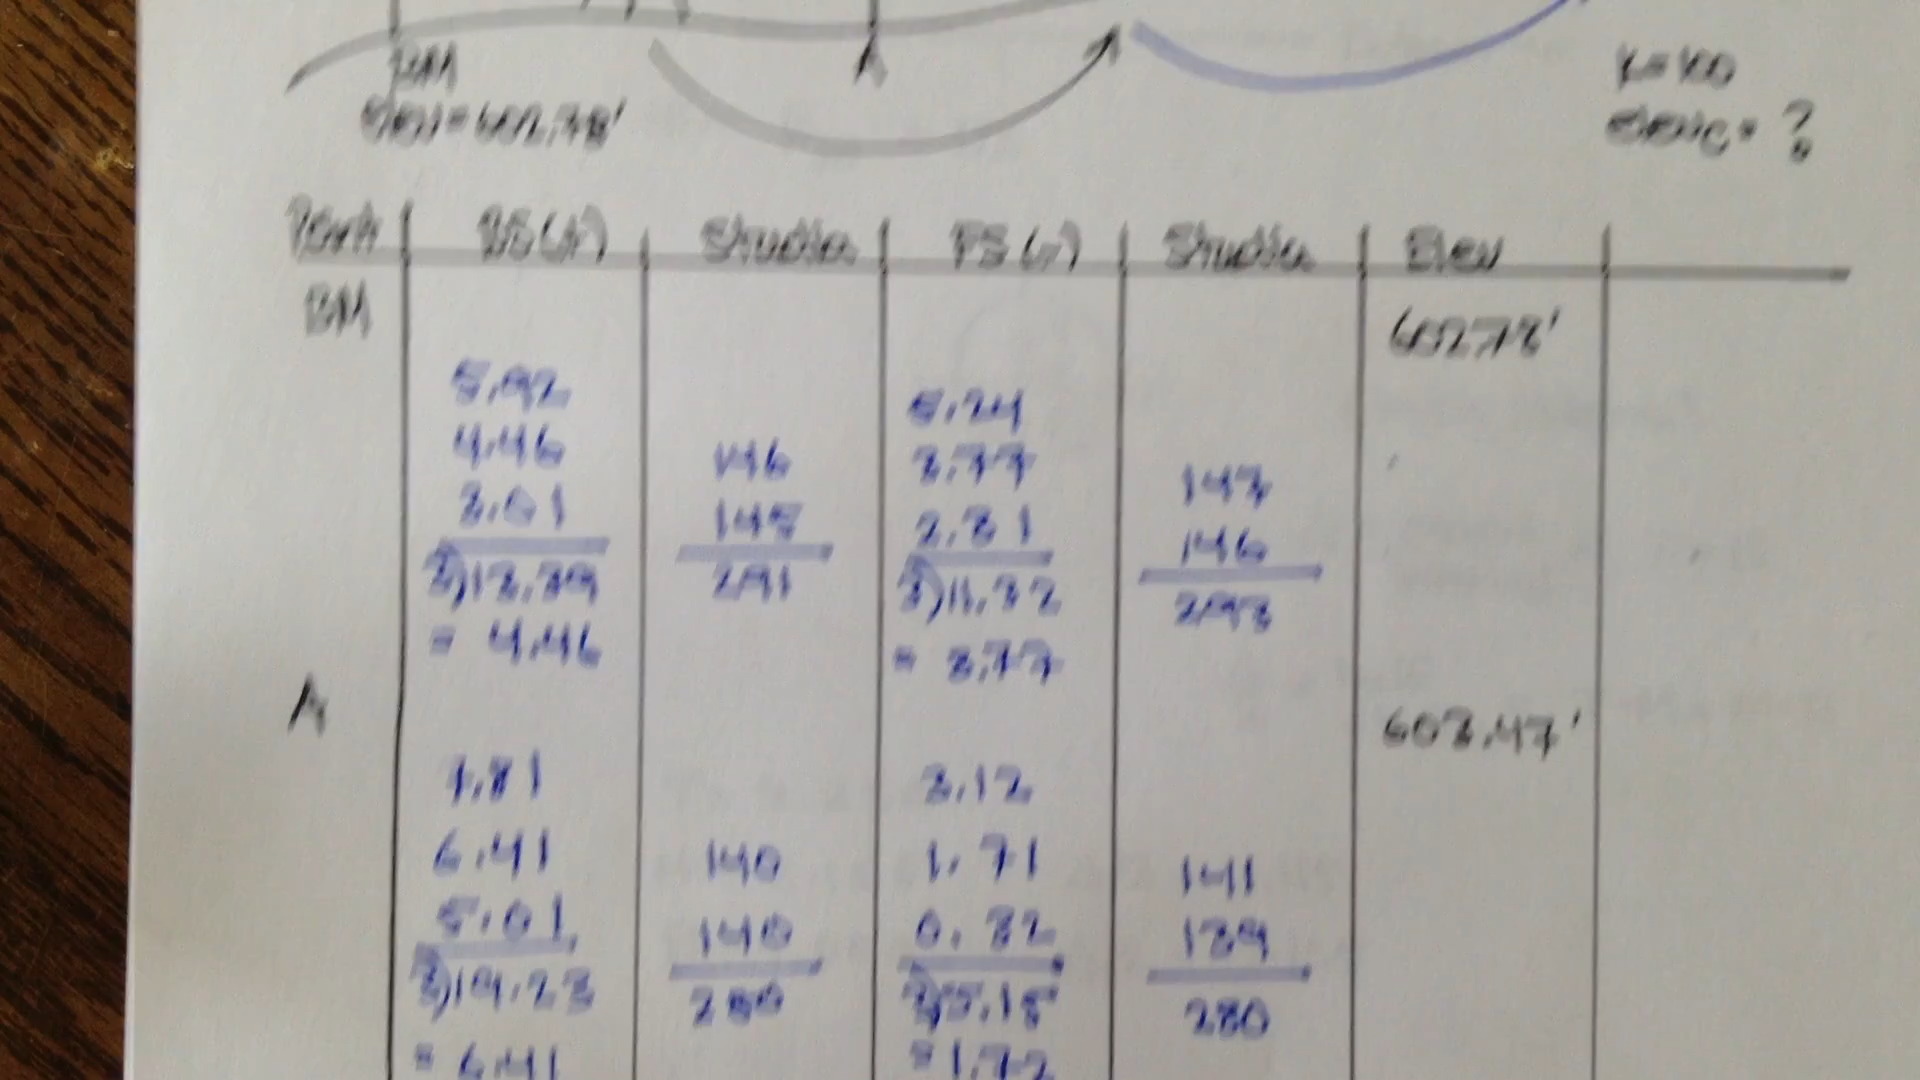 BM
Elev = 602.78'
A
K = 100
elev c = ?
Point BS(+) Stadia FS(-) Stadia Elev
BM 602.78'
5.92 5.24
4.46 146 3.77 147
3.01 145 2.31 146
3)13.39 291 3)11.32 293
= 4.46 = 3.77
A 603.47'
7.81 3.12
6.41 140 1.71 141
5.01 140 0.32 139
3)19.23 280 3)5.15 280
= 6.41 = 1.72